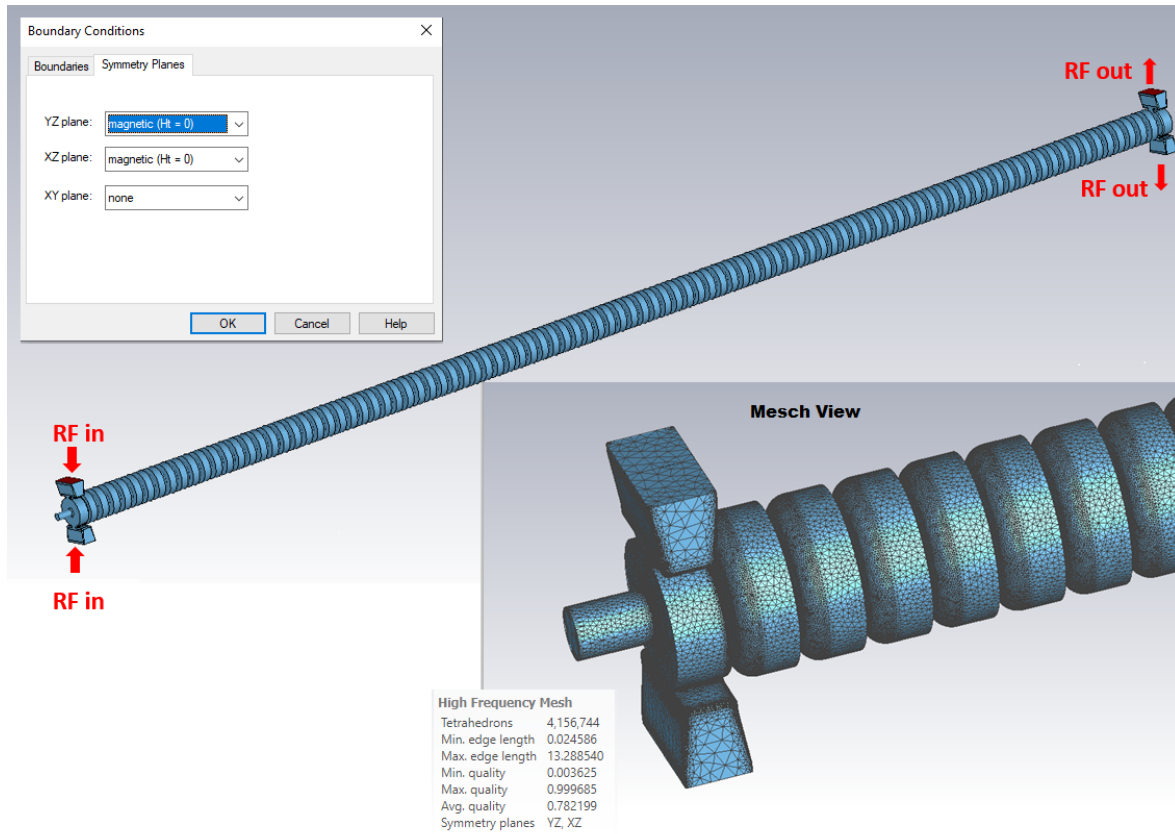 Boundary Conditions
Boundaries
Symmetry Planes
YZ plane: magnetic (Ht = 0)
XZ plane: magnetic (Ht = 0)
XY plane: none
OK Cancel Help
RF out
RF out
RF in
RF in
Mesch View
High Frequency Mesh
Tetrahedrons 4,156,744
Min. edge length 0.024586
Max. edge length 13.288540
Min. quality 0.003625
Max. quality 0.999685
Avg. quality 0.782199
Symmetry planes YZ, XZ